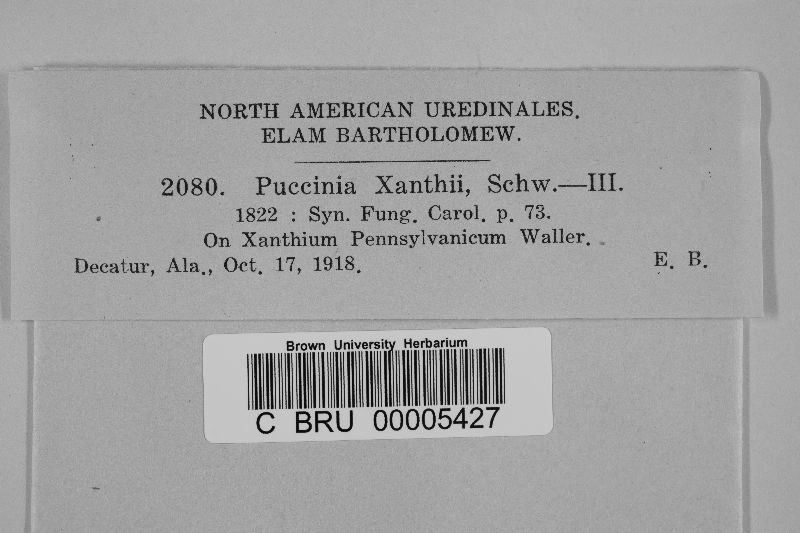 NORTH AMERICAN UREDINALES.
ELAM BARTHOLOMEW.
2080. Puccinia Xanthii, Schw.—III.
1822 : Syn. Fung. Carol. p. 73.
On Xanthium Pennsylvanicum Waller.
Decatur, Ala., Oct. 17, 1918. E. B.
Brown University Herbarium
C BRU 00005427